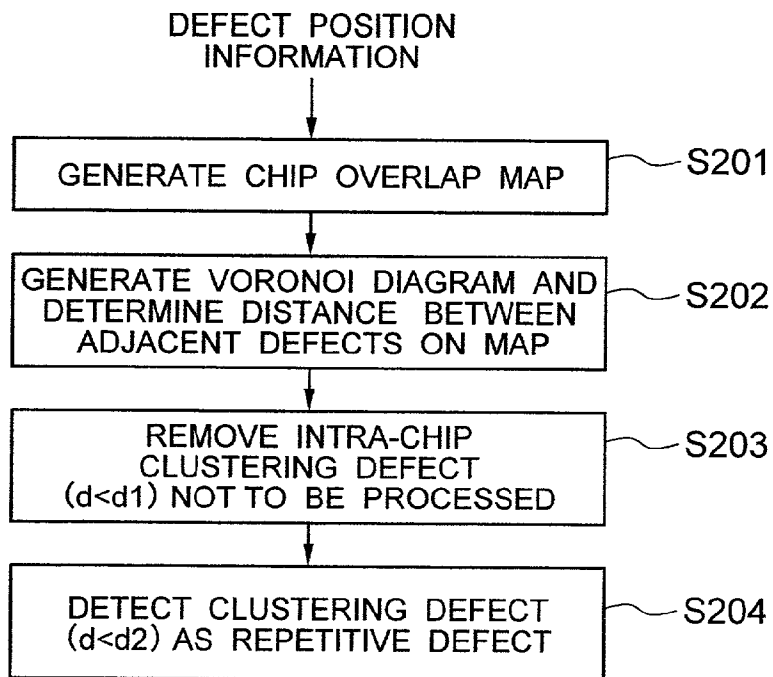 DEFECT POSITION
INFORMATION
GENERATE CHIP OVERLAP MAP
S201
GENERATE VORONOI DIAGRAM AND
DETERMINE DISTANCE BETWEEN
ADJACENT DEFECTS ON MAP
S202
REMOVE INTRA-CHIP
CLUSTERING DEFECT
(d<d1) NOT TO BE PROCESSED
S203
DETECT CLUSTERING DEFECT
(d<d2) AS REPETITIVE DEFECT
S204